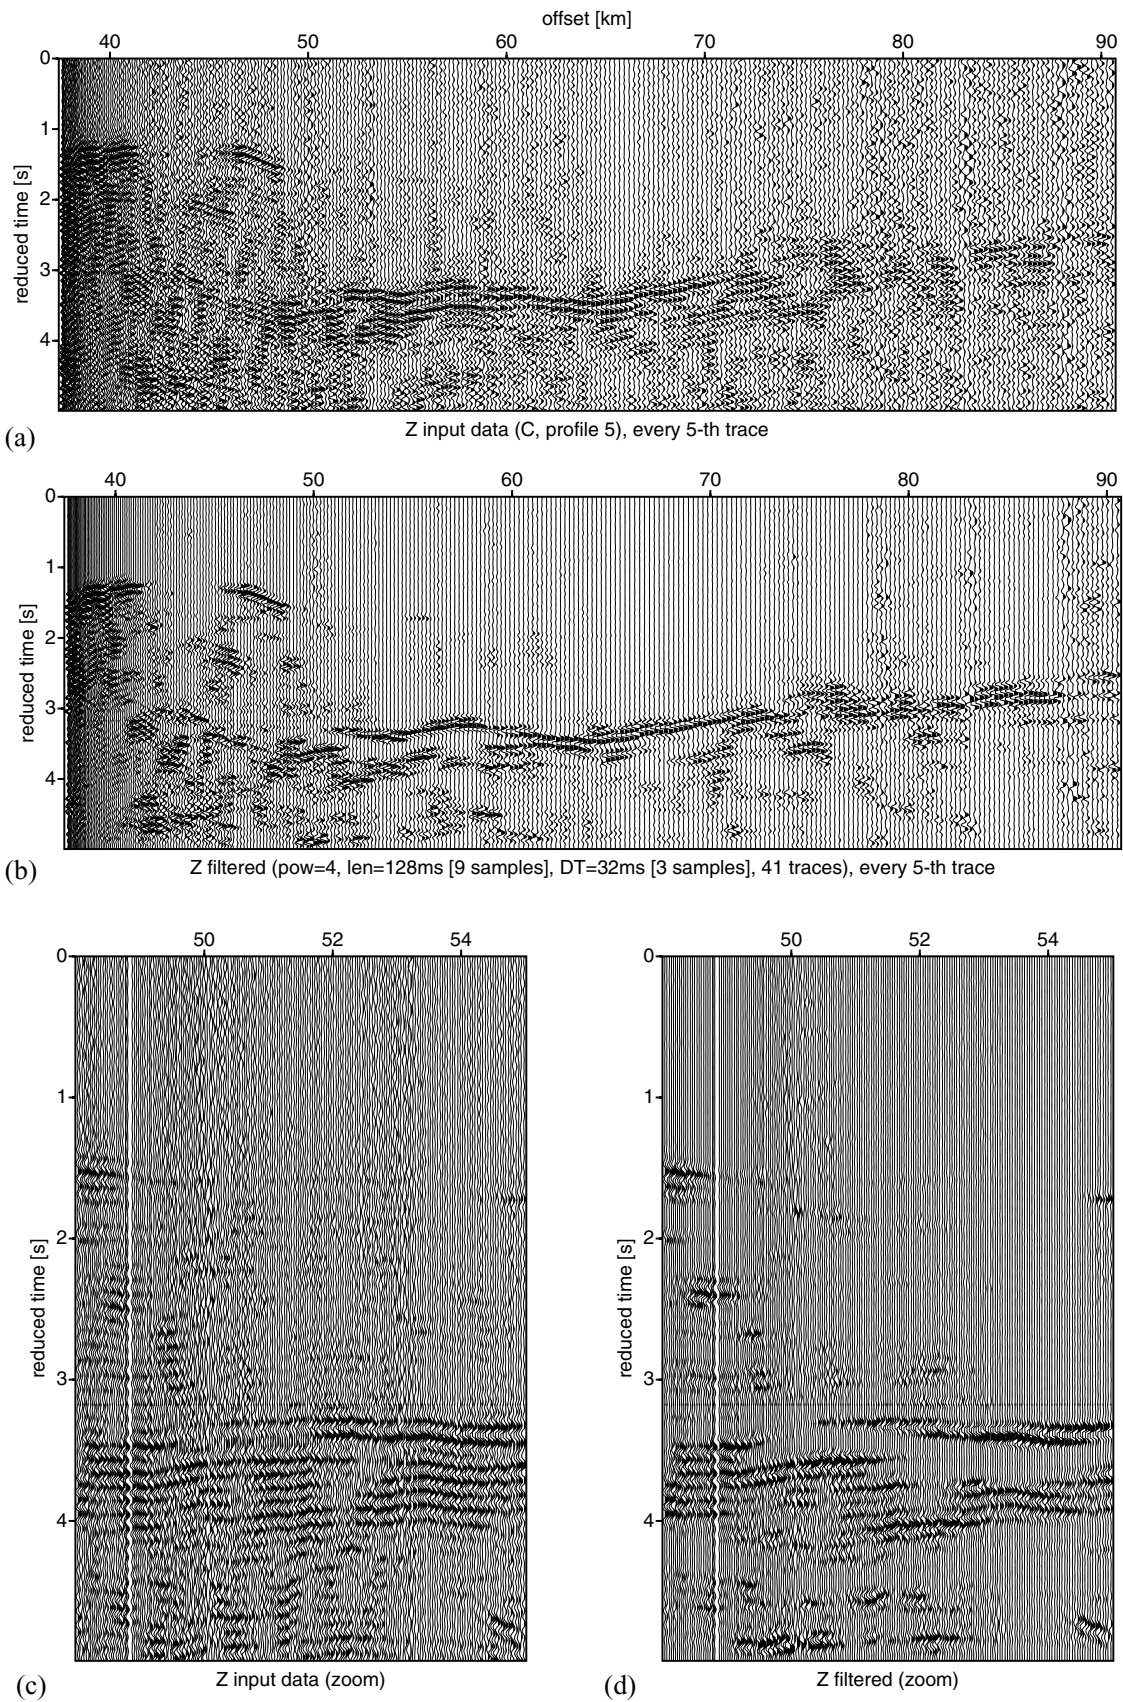 offset [km]
40 50 60 70 80 90
0
1
2
3
4
reduced time [s]
Z input data (C, profile 5), every 5-th trace
(a)
40 50 60 70 80 90
0
1
2
3
4
reduced time [s]
Z filtered (pow=4, len=128ms [9 samples], DT=32ms [3 samples], 41 traces), every 5-th trace
(b)
50 52 54
0
1
2
3
4
reduced time [s]
Z input data (zoom)
(c)
50 52 54
0
1
2
3
4
reduced time [s]
Z filtered (zoom)
(d)